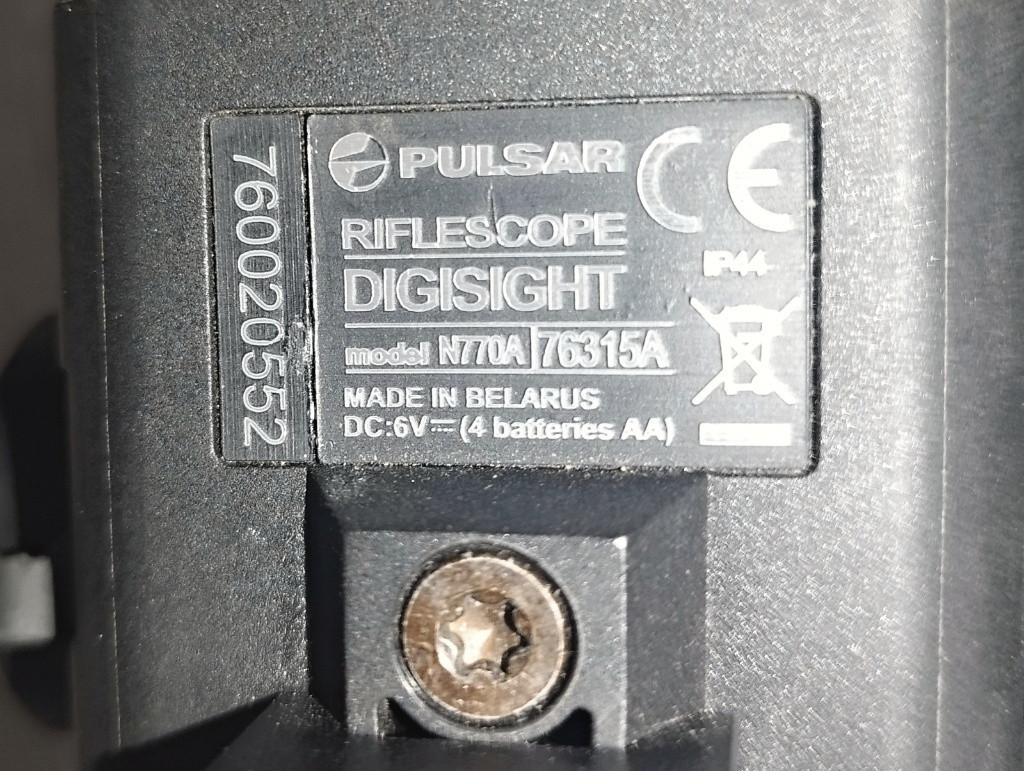 760020552
PULSAR
CE
RIFLESCOPE
IP44
DIGISIGHT
model N770A 76315A
MADE IN BELARUS
DC:6V⎓ (4 batteries AA)